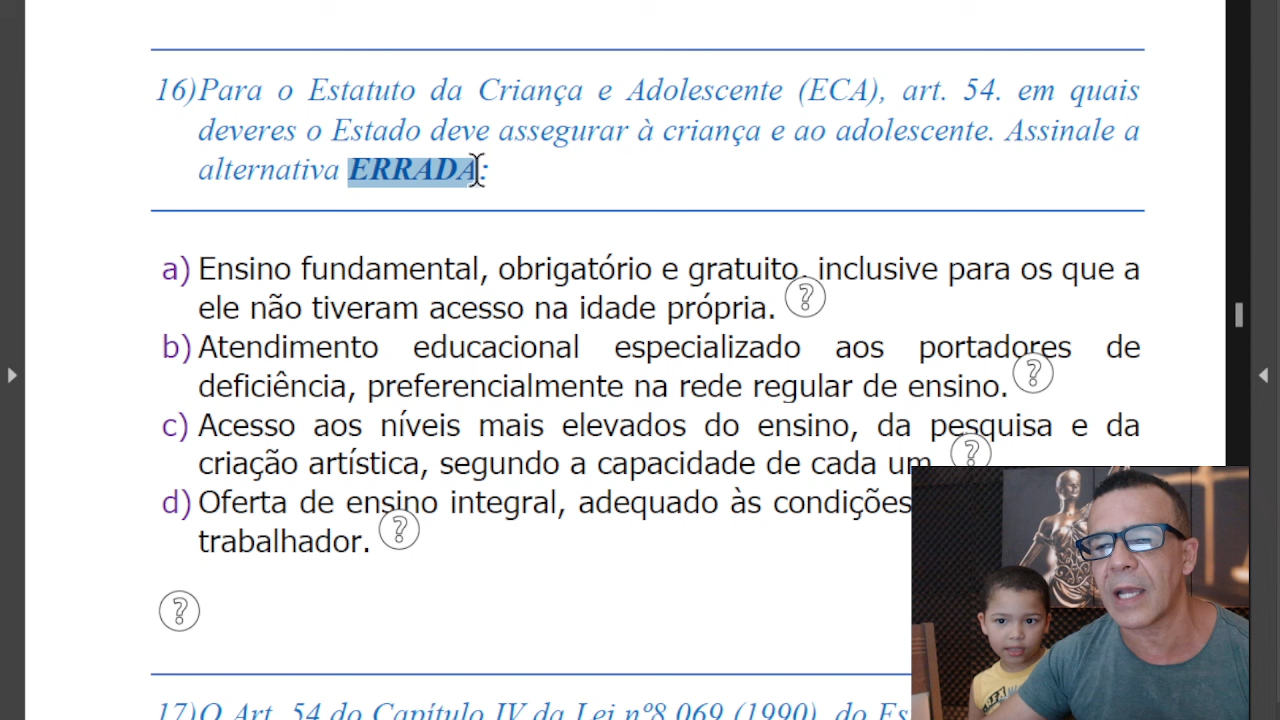 16)Para o Estatuto da Criança e Adolescente (ECA), art. 54. em quais
deveres o Estado deve assegurar à criança e ao adolescente. Assinale a
alternativa ERRADA:
a) Ensino fundamental, obrigatório e gratuito, inclusive para os que a
ele não tiveram acesso na idade própria. ?
b) Atendimento educacional especializado aos portadores de
deficiência, preferencialmente na rede regular de ensino. ?
c) Acesso aos níveis mais elevados do ensino, da pesquisa e da
criação artística, segundo a capacidade de cada um ?
d) Oferta de ensino integral, adequado às condições
trabalhador. ?
?
17)O Art. 54 do Capítulo IV da Lei nº8.069 (1990), do Es